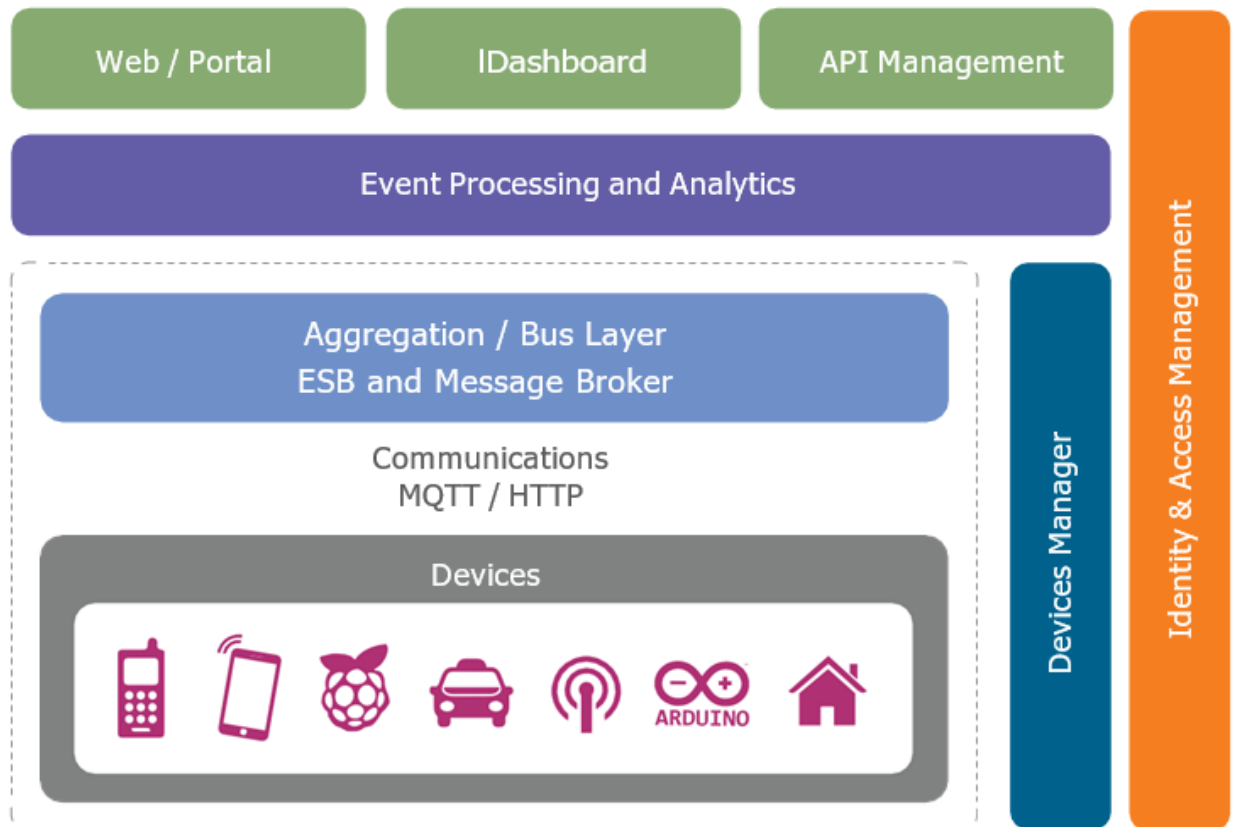 Web / Portal
lDashboard
API Management
Event Processing and Analytics
Aggregation / Bus Layer
ESB and Message Broker
Communications
MQTT / HTTP
Devices
ARDUINO
Devices Manager
Identity & Access Management